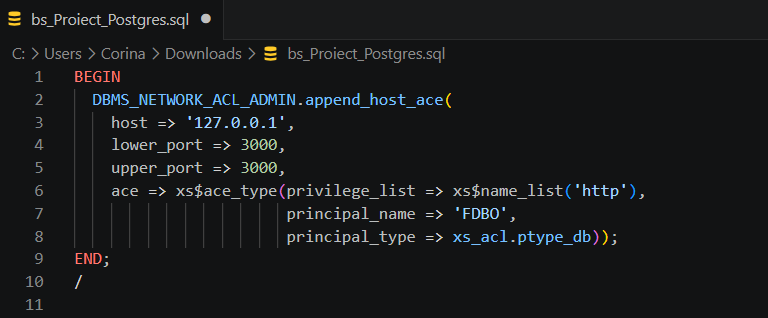 bs_Proiect_Postgres.sql
C: > Users > Corina > Downloads > bs_Proiect_Postgres.sql
1 BEGIN
2 DBMS_NETWORK_ACL_ADMIN.append_host_ace(
3 host => '127.0.0.1',
4 lower_port => 3000,
5 upper_port => 3000,
6 ace => xs$ace_type(privilege_list => xs$name_list('http'),
7 principal_name => 'FDBO',
8 principal_type => xs_acl.ptype_db));
9 END;
10 /
11